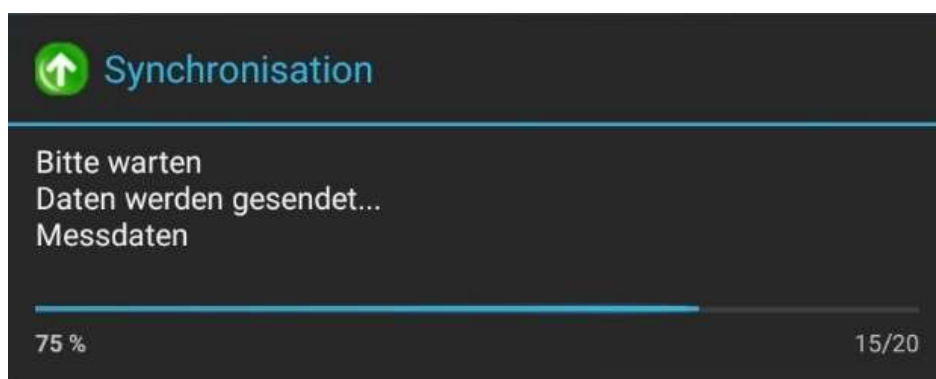 Synchronisation
Bitte warten
Daten werden gesendet...
Messdaten
75 % 15/20